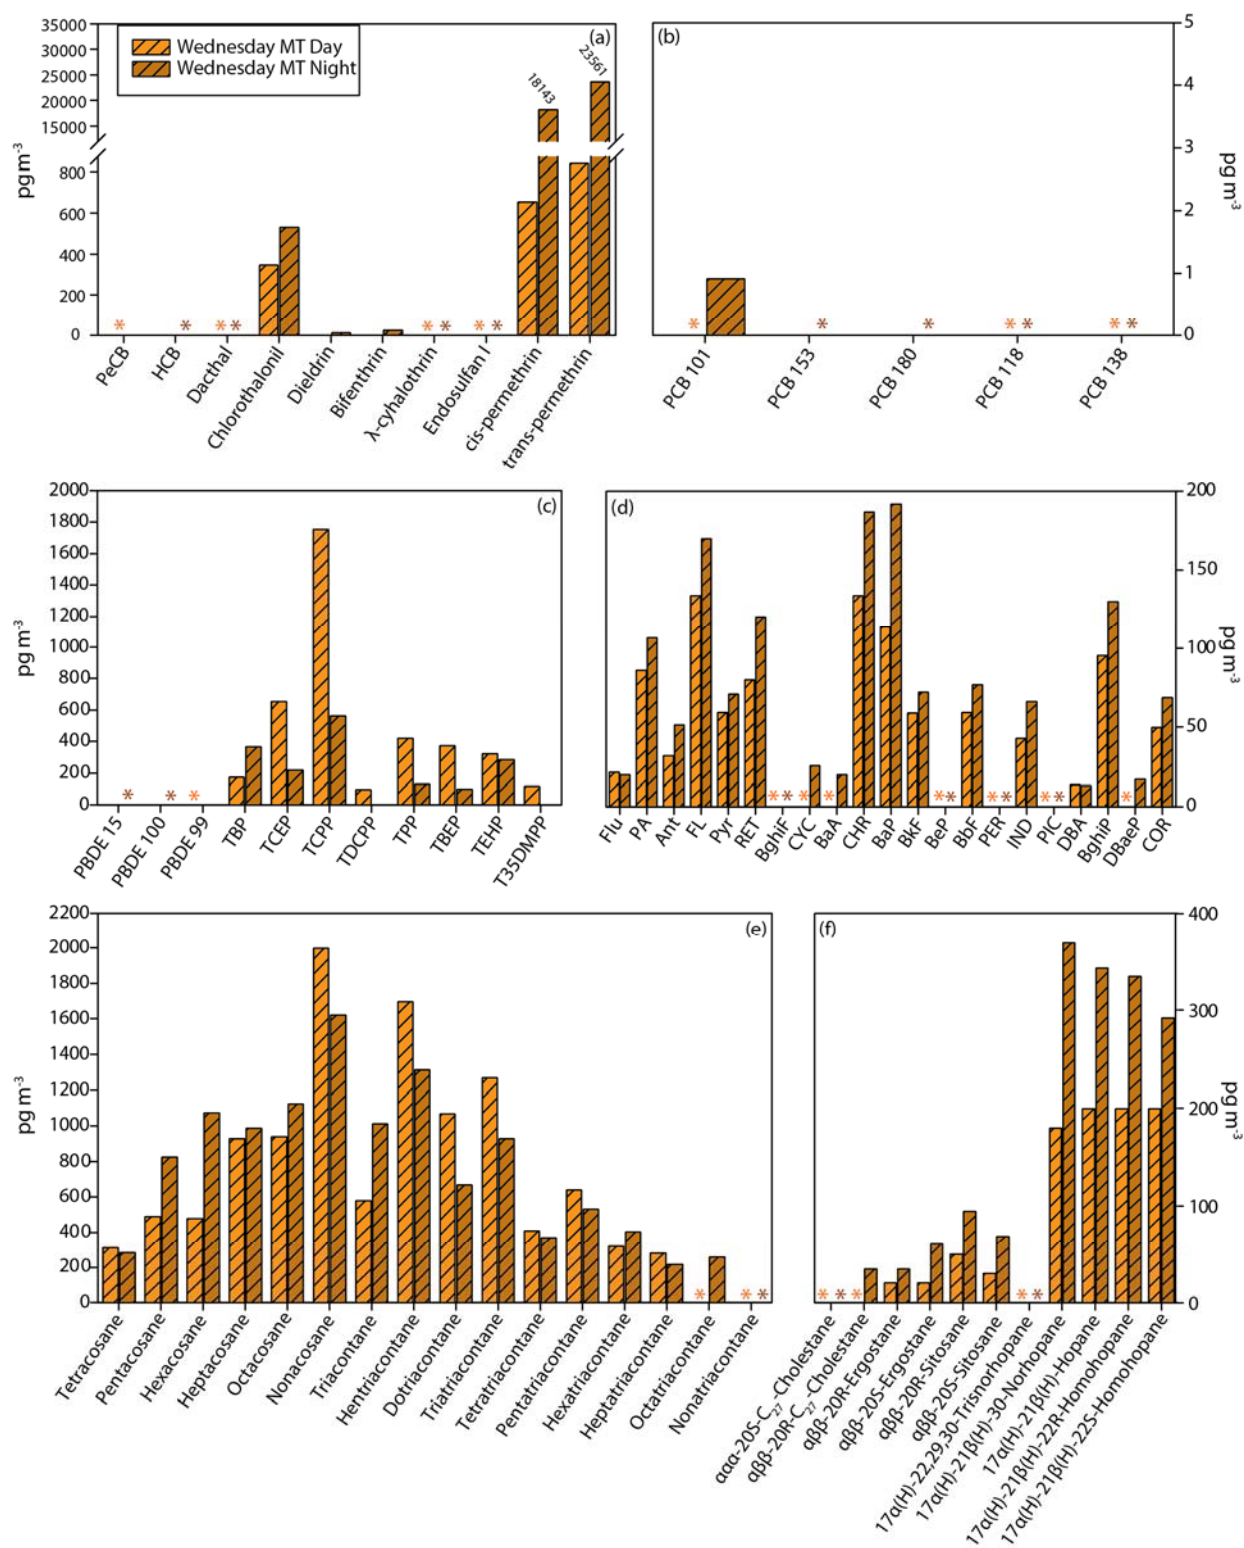 35000
30000
25000
20000
15000
800
600
400
200
0
pgm-3
Wednesday MT Day
Wednesday MT Night
(a)
18143
23561
*
*
* *
* *
* *
PeCB
HCB
Dacthal
Chlorothalonil
Dieldrin
Bifenthrin
λ-cyhalothrin
Endosulfan I
cis-permethrin
trans-permethrin
(b)
5
4
3
2
1
0
pg m-3
*
*
*
* *
* *
PCB 101
PCB 153
PCB 180
PCB 118
PCB 138
2000
1800
1600
1400
1200
1000
800
600
400
200
0
pg m-3
(c)
*
*
*
PBDE 15
PBDE 100
PBDE 99
TBP
TCEP
TCPP
TDCPP
TPP
TBEP
TEHP
T35DMPP
(d)
200
150
100
50
0
pg m-3
* *
*
*
* *
* *
* *
*
Flu
PA
Ant
FL
Pyr
RET
BghiF
CYC
BaA
CHR
BaP
BkF
BeP
BbF
PER
IND
PIC
DBA
BghiP
DBaeP
COR
2200
2000
1800
1600
1400
1200
1000
800
600
400
200
0
pg m-3
(e)
*
* *
Tetracosane
Pentacosane
Hexacosane
Heptacosane
Octacosane
Nonacosane
Triacontane
Hentriacontane
Dotriacontane
Triatriacontane
Tetratriacontane
Pentatriacontane
Hexatriacontane
Heptatriacontane
Octatriacontane
Nonatriacontane
(f)
400
300
200
100
0
pg m-3
* *
*
* *
ααα-20S-C27-Cholestane
αββ-20R-C27-Cholestane
αββ-20R-Ergostane
αββ-20S-Ergostane
αββ-20R-Sitosane
αββ-20S-Sitosane
17α(H)-22,29,30-Trisnorhopane
17α(H)-21β(H)-30-Norhopane
17α(H)-21β(H)-Hopane
17α(H)-21β(H)-22R-Homohopane
17α(H)-21β(H)-22S-Homohopane